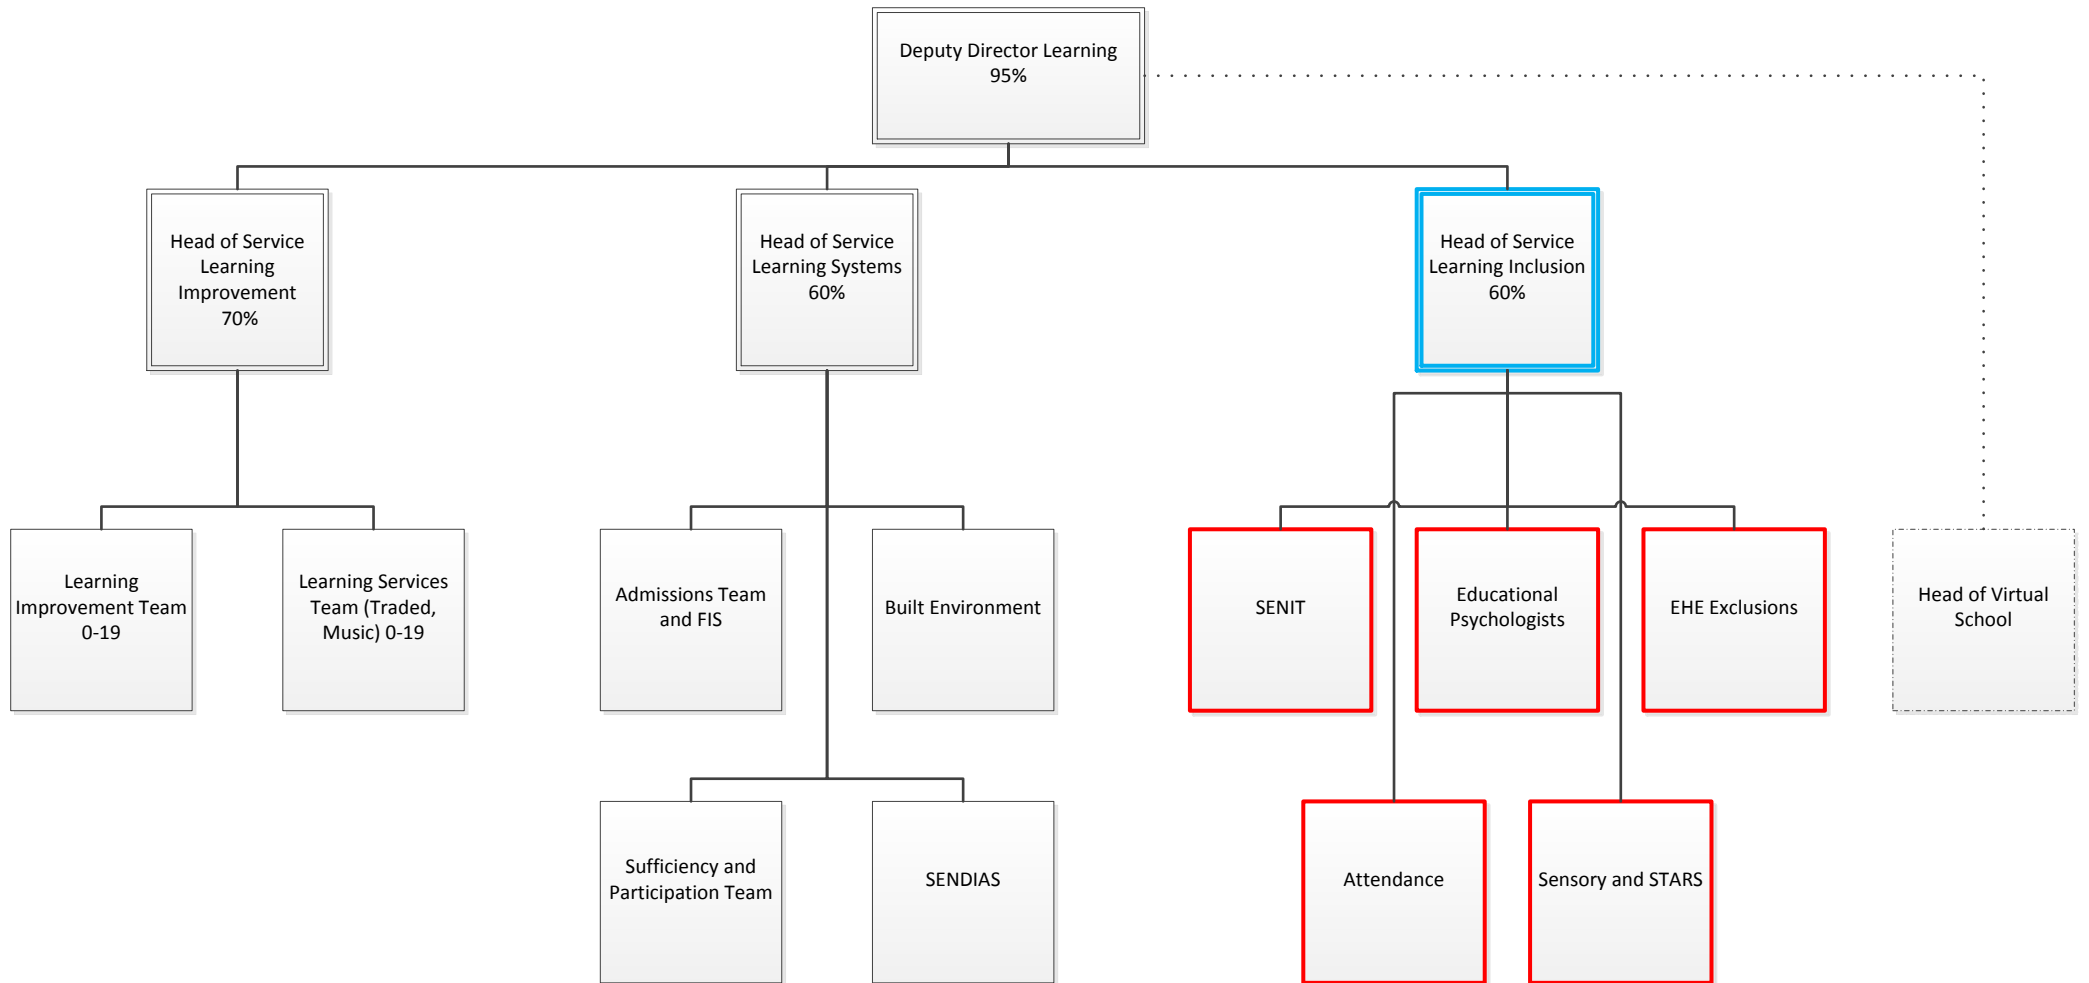 Deputy Director Learning
95%
Head of Service
Learning
Improvement
70%
Head of Service
Learning Systems
60%
Head of Service
Learning Inclusion
60%
Learning
Improvement Team
0-19
Learning Services
Team (Traded,
Music) 0-19
Admissions Team
and FIS
Built Environment
SENIT
Educational
Psychologists
EHE Exclusions
Head of Virtual
School
Sufficiency and
Participation Team
SENDIAS
Attendance
Sensory and STARS